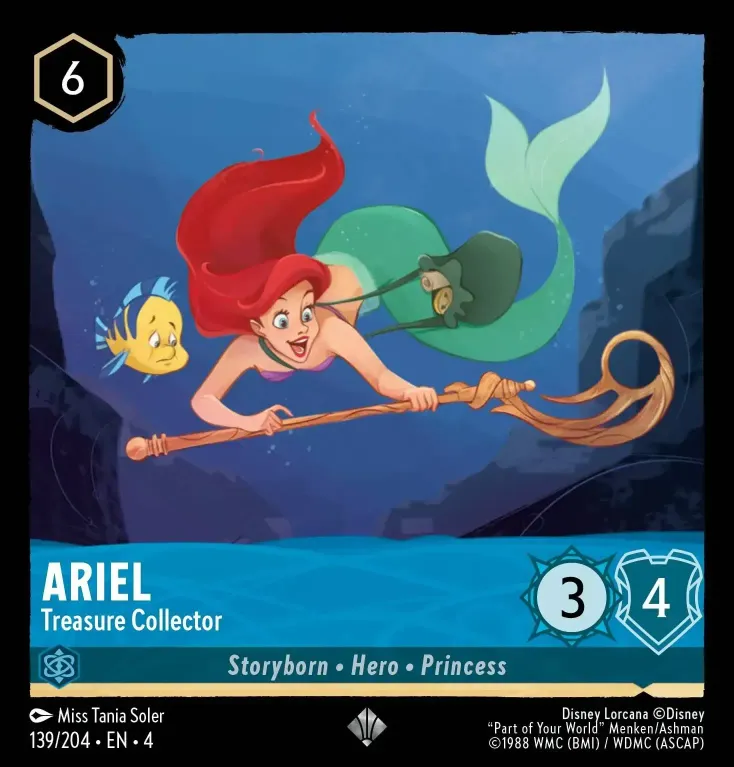 6
ARIEL
Treasure Collector
3
4
Storyborn • Hero • Princess
Miss Tania Soler
139/204 • EN • 4
Disney Lorcana ©Disney
“Part of Your World” Menken/Ashman
©1988 WMC (BMI) / WDMC (ASCAP)